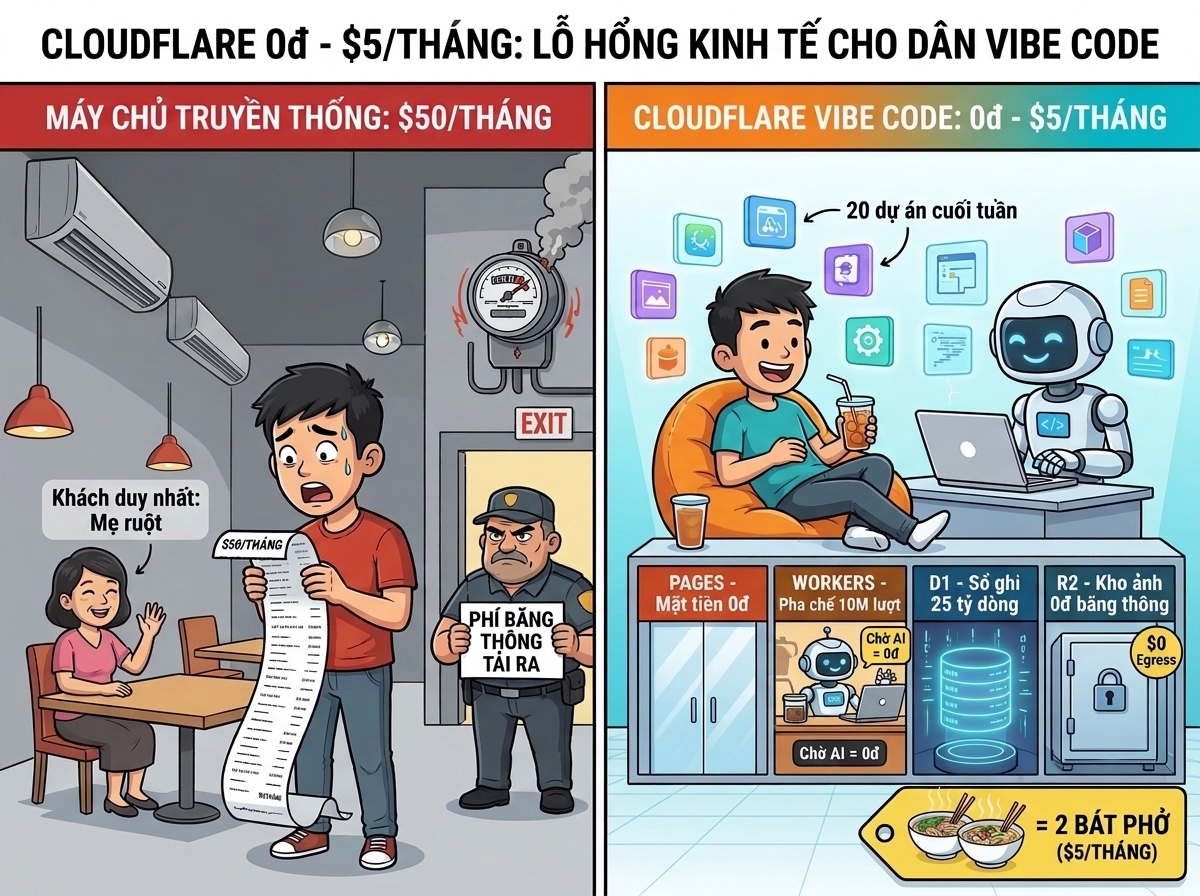 CLOUDFLARE 0đ - $5/THÁNG: LỖ HỔNG KINH TẾ CHO DÂN VIBE CODE
MÁY CHỦ TRUYỀN THỐNG: $50/THÁNG
EXIT
Khách duy nhất:
Mẹ ruột
$50/THÁNG
PHÍ BĂNG
THÔNG
TẢI RA
CLOUDFLARE VIBE CODE: 0đ - $5/THÁNG
20 dự án cuối tuần
</>
PAGES -
Mặt tiền 0đ
WORKERS -
Pha chế 10M lượt
Chờ AI
= 0đ
Chờ AI = 0đ
D1 - Sổ ghi
25 tỷ dòng
R2 - Kho ảnh
0đ băng thông
$0
Egress
= 2 BÁT PHỞ
($5/THÁNG)